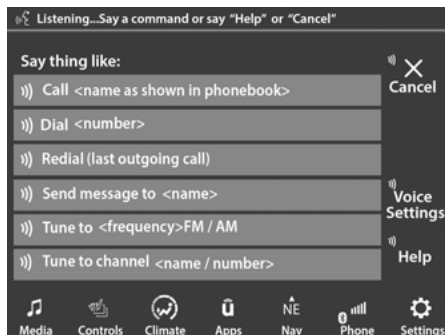 Listening...Say a command or say “Help” or “Cancel”
Say thing like:
Cancel
Call <name as shown in phonebook>
Dial <number>
Redial (last outgoing call)
Send message to <name>
Voice
Settings
Tune to <frequency>FM / AM
Help
Tune to channel <name / number>
û NE
Media Controls Climate Apps Nav Phone Settings